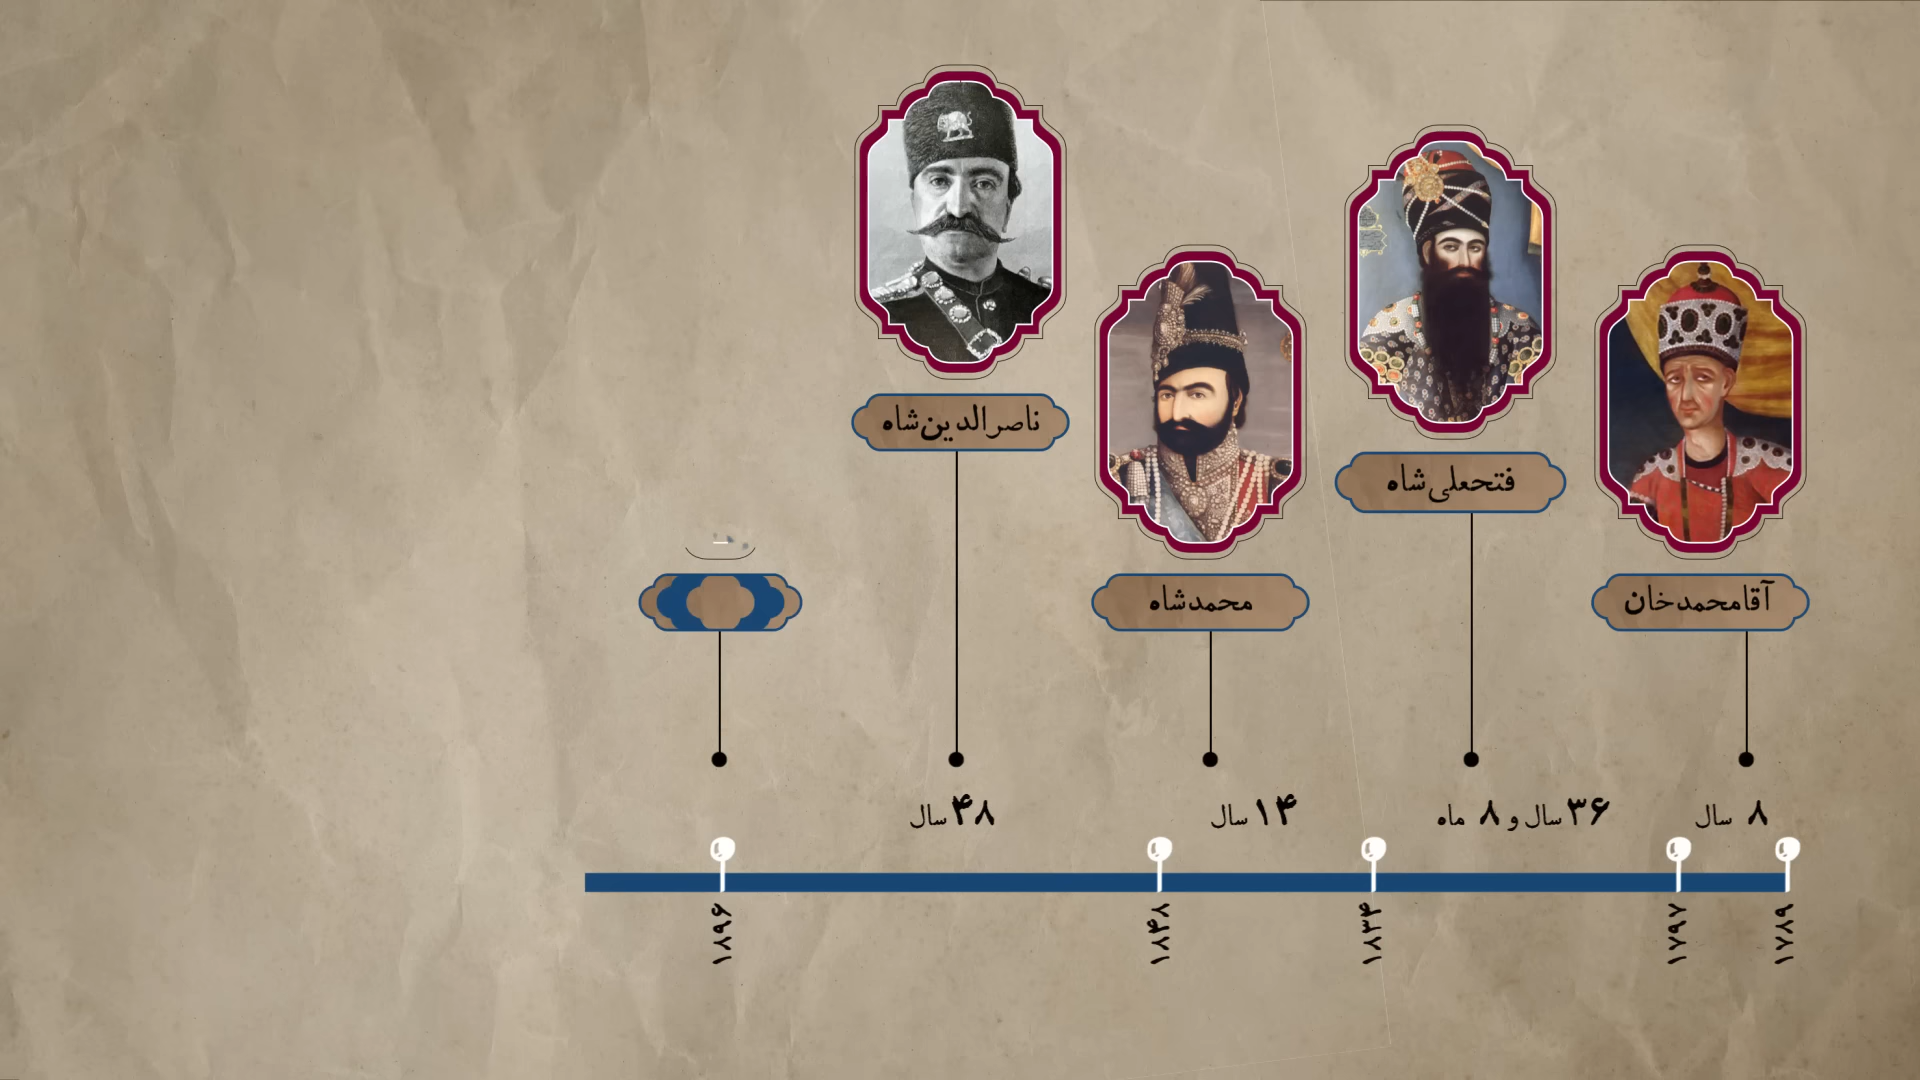 ناصرالدین‌شاه
فتحعلی‌شاه
محمدشاه
آقامحمدخان
۸ سال
۳۶ سال و ۸ ماه
۱۴ سال
۴۸ سال
۱۷۸۹
۱۷۹۷
۱۸۳۴
۱۸۴۸
۱۸۹۶